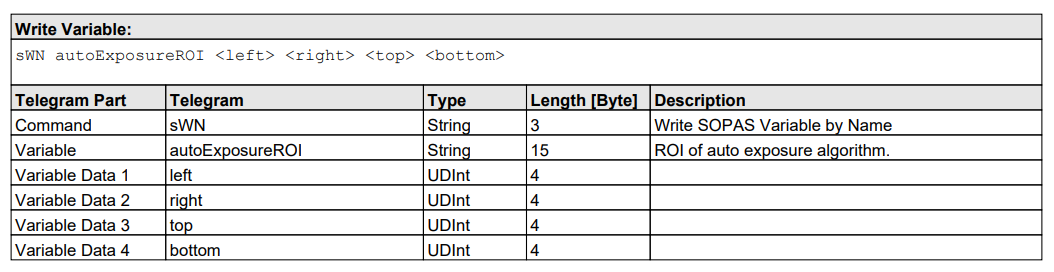 Write Variable:
sWN autoExposureROI <left> <right> <top> <bottom>
Telegram Part Telegram Type Length [Byte] Description
Command sWN String 3 Write SOPAS Variable by Name
Variable autoExposureROI String 15 ROI of auto exposure algorithm.
Variable Data 1 left UDInt 4
Variable Data 2 right UDInt 4
Variable Data 3 top UDInt 4
Variable Data 4 bottom UDInt 4